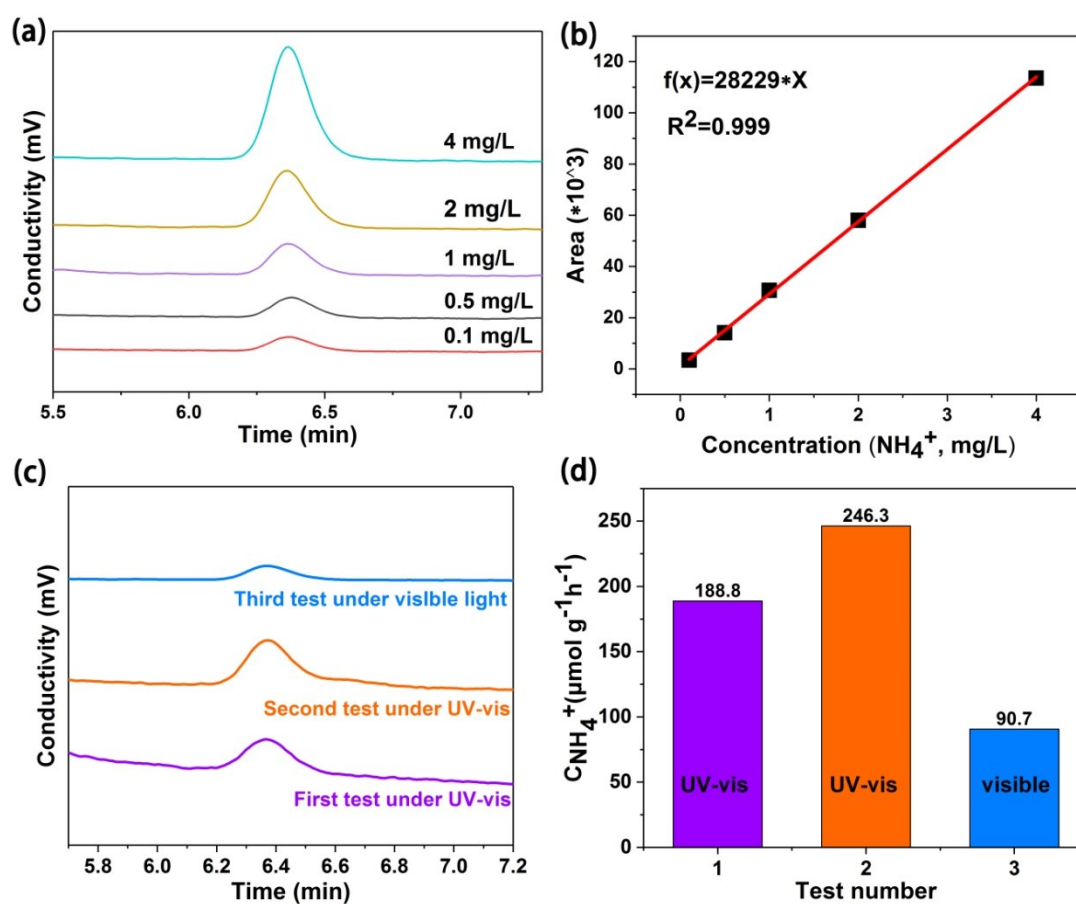 (a)
Conductivity (mV)
4 mg/L
2 mg/L
1 mg/L
0.5 mg/L
0.1 mg/L
5.5 6.0 6.5 7.0
Time (min)
(b)
f(x)=28229*X
R²=0.999
Area (*10^3)
120
100
80
60
40
20
0
0 1 2 3 4
Concentration (NH₄⁺, mg/L)
(c)
Conductivity (mV)
Third test under visIble light
Second test under UV-vis
First test under UV-vis
5.8 6.0 6.2 6.4 6.6 6.8 7.0 7.2
Time (min)
(d)
C_NH₄⁺(μmol g⁻¹h⁻¹)
250
200
150
100
50
0
188.8
246.3
90.7
UV-vis UV-vis visible
1 2 3
Test number